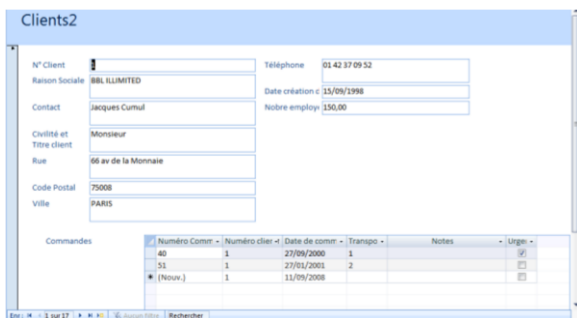 Clients2
N° Client 1
Téléphone 01 42 37 09 52
Raison Sociale BBL ILLIMITED
Date création c 15/09/1998
Contact Jacques Cumul
Nobre employé 150,00
Civilité et
Titre client
Monsieur
Rue 66 av de la Monnaie
Code Postal 75008
Ville PARIS
Commandes
Numéro Comm Numéro clier Date de comm Transpo Notes Urger
40 1 27/09/2000 1
51 1 27/01/2001 2
(Nouv.) 1 11/09/2008
Enr : 1 sur 17 Aucun filtre Rechercher